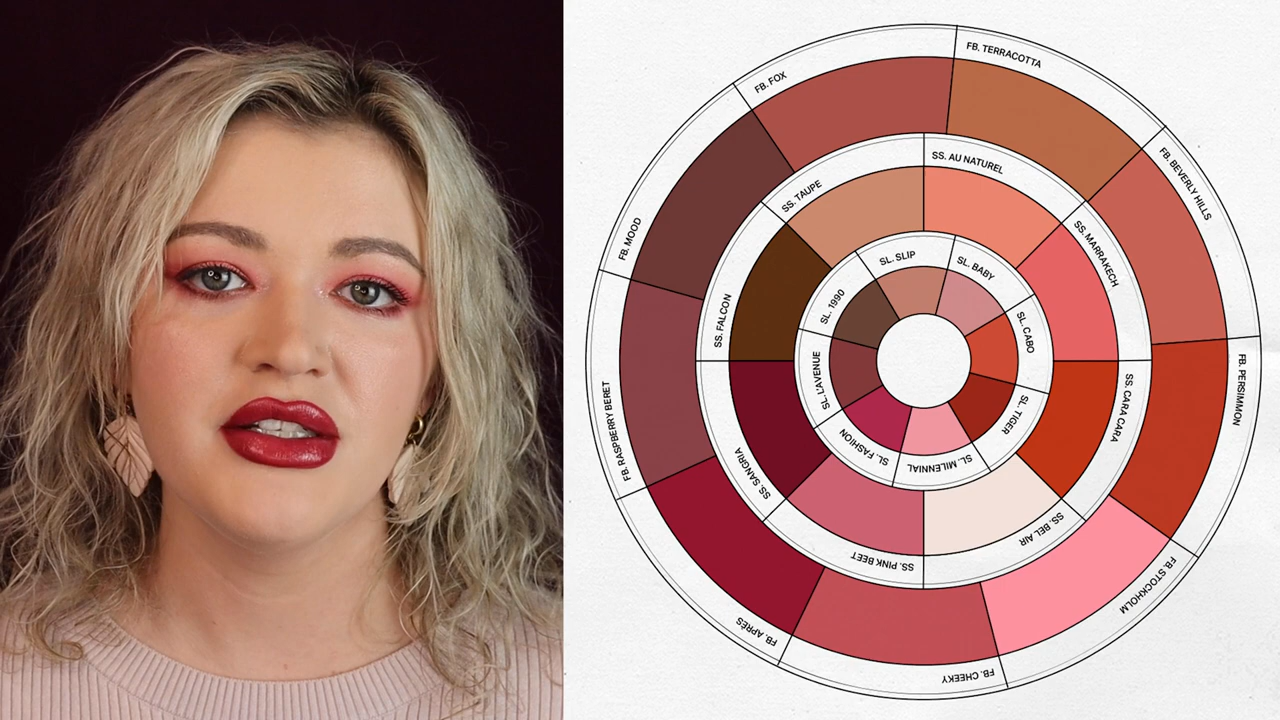 FB. TERRACOTTA
FB. BEVERLY HILLS
FB. PERSIMMON
FB. STOCKHOLM
FB. CHEEKY
FB. APRÈS
FB. RASPBERRY BERET
FB. MOOD
FB. FOX
SS. AU NATUREL
SS. MARRAKECH
SS. CARA CARA
SS. BEL AIR
SS. PINK BEET
SS. SANGRIA
SS. FALCON
SS. TAUPE
SL. SLIP
SL. BABY
SL. CABO
SL. TIGER
SL. MILENNIAL
SL. FASHION
SL. L'AVENUE
SL. 1990